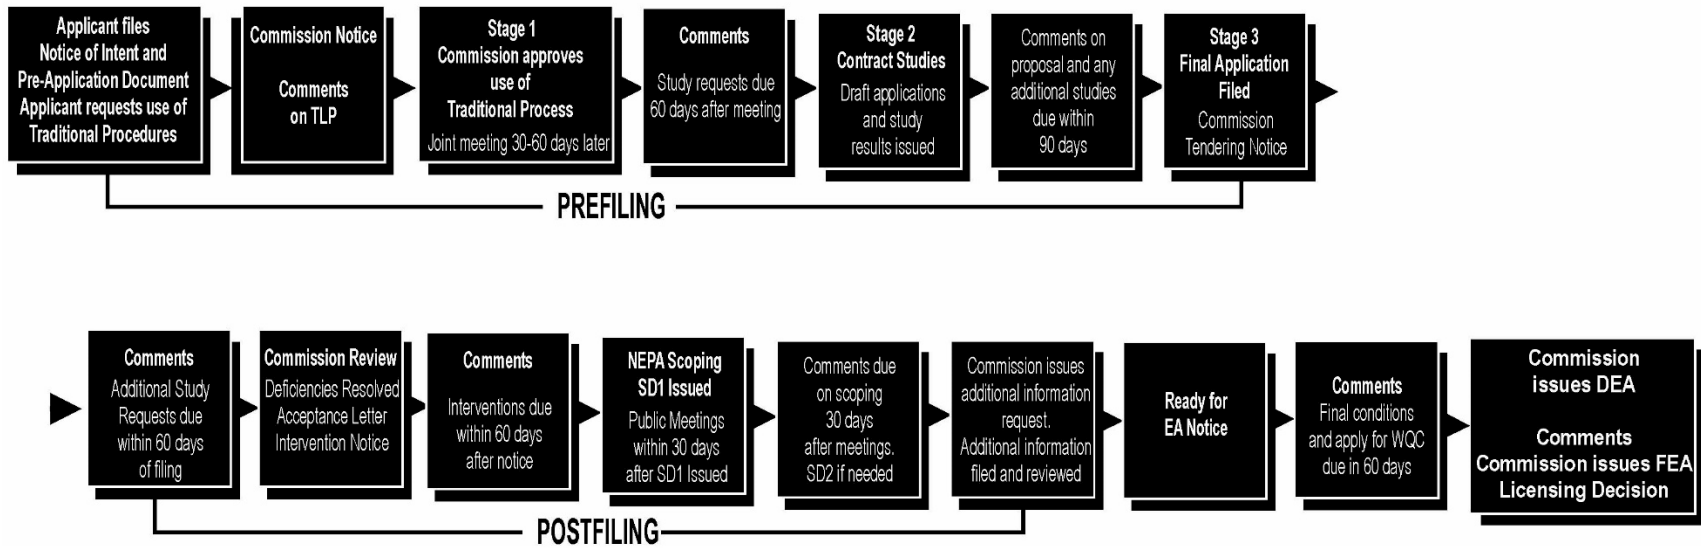 Applicant files
Notice of Intent and
Pre-Application Document
Applicant requests use of
Traditional Procedures
Commission Notice
Comments
on TLP
Stage 1
Commission approves
use of
Traditional Process
Joint meeting 30-60 days later
Comments
Study requests due
60 days after meeting
Stage 2
Contract Studies
Draft applications
and study
results issued
Comments on
proposal and any
additional studies
due within
90 days
Stage 3
Final Application
Filed
Commission
Tendering Notice
PREFILING
Comments
Additional Study
Requests due
within 60 days
of filing
Commission Review
Deficiencies Resolved
Acceptance Letter
Intervention Notice
Comments
Interventions due
within 60 days
after notice
NEPA Scoping
SD1 Issued
Public Meetings
within 30 days
after SD1 Issued
Comments due
on scoping
30 days
after meetings.
SD2 if needed
Commission issues
additional information
request.
Additional information
filed and reviewed
Ready for
EA Notice
Comments
Final conditions
and apply for WQC
due in 60 days
Commission
issues DEA
Comments
Commission issues FEA
Licensing Decision
POSTFILING